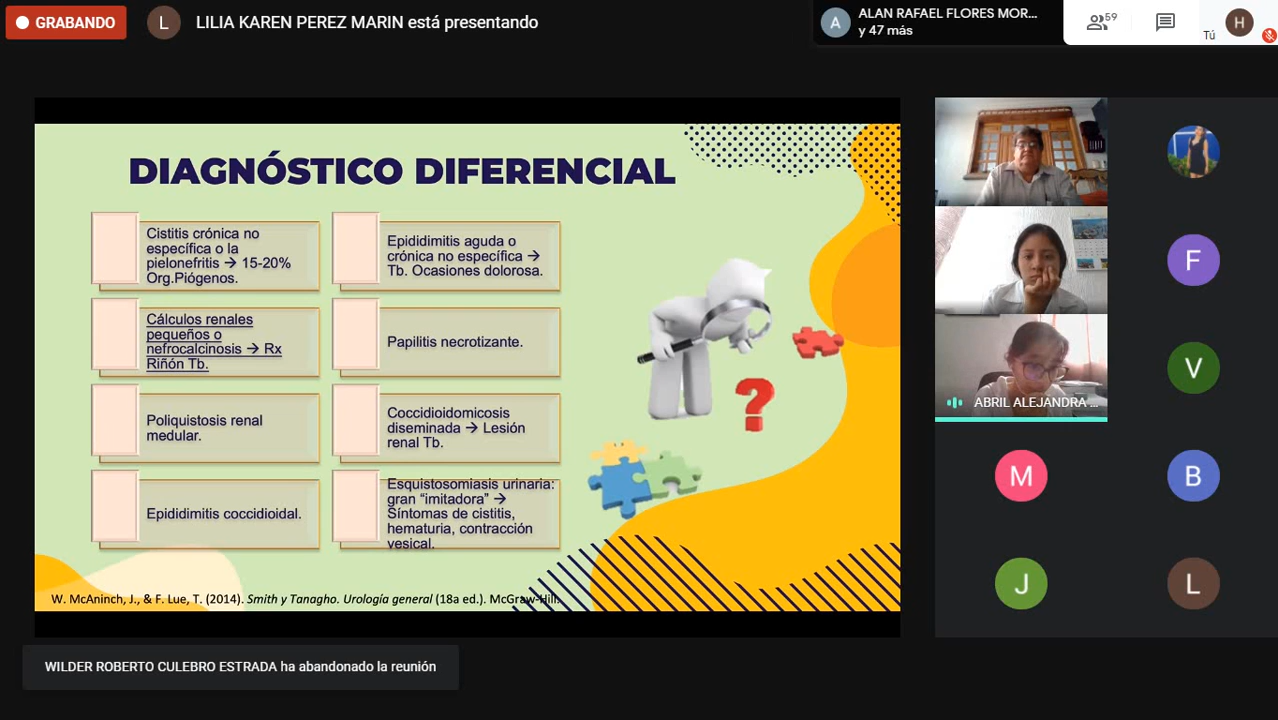 GRABANDO
L
LILIA KAREN PEREZ MARIN está presentando
A
ALAN RAFAEL FLORES MOR...
y 47 más
59
Tú
H
DIAGNÓSTICO DIFERENCIAL
Cistitis crónica no
específica o la
pielonefritis → 15-20%
Org.Piógenos.
Epididimitis aguda o
crónica no específica →
Tb. Ocasiones dolorosa.
Cálculos renales
pequeños o
nefrocalcinosis → Rx
Riñón Tb.
Papilitis necrotizante.
Poliquistosis renal
medular.
Coccidioidomicosis
diseminada → Lesión
renal Tb.
Epididimitis coccidioidal.
Esquistosomiasis urinaria:
gran “imitadora” →
Síntomas de cistitis,
hematuria, contracción
vesical.
?
W. McAninch, J., & F. Lue, T. (2014). Smith y Tanagho. Urología general (18a ed.). McGraw-Hill.
F
ABRIL ALEJANDRA ...
V
M
B
J
L
WILDER ROBERTO CULEBRO ESTRADA ha abandonado la reunión